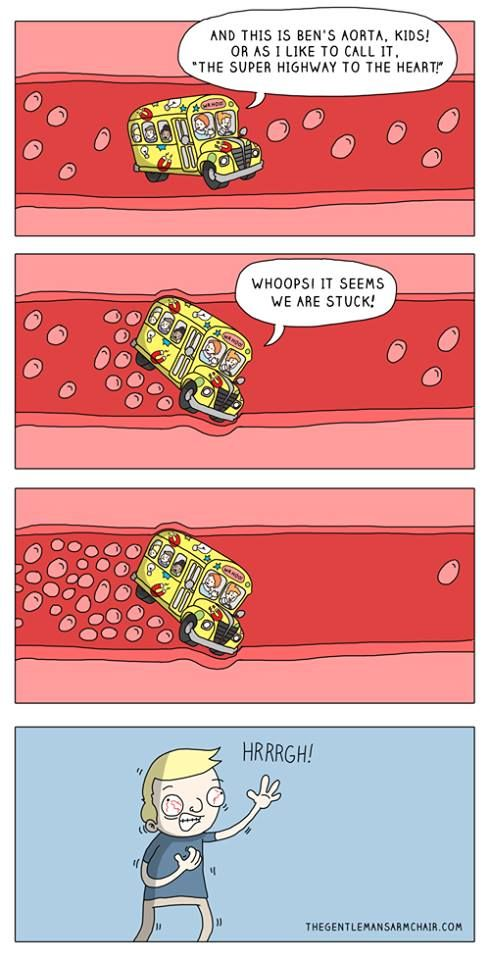 AND THIS IS BEN'S AORTA, KIDS!
OR AS I LIKE TO CALL IT,
"THE SUPER HIGHWAY TO THE HEART!"
WHOOPS! IT SEEMS
WE ARE STUCK!
HRRRGH!
THEGENTLEMANSARMCHAIR.COM